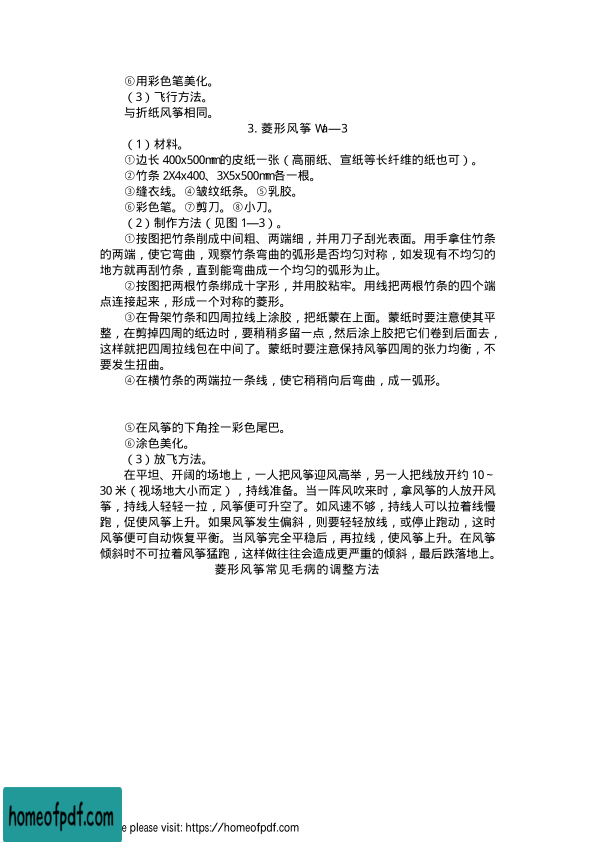 ⑥用彩色笔美化。
（3）飞行方法。
与折纸风筝相同。
3. 菱形风筝 Wa—3
（1）材料。
①边长 400x500mm的皮纸一张（高丽纸、宣纸等长纤维的纸也可）。
②竹条 2X4x400、3X5x500mm各一根。
③缝衣线。④皱纹纸条。⑤乳胶。
⑥彩色笔。⑦剪刀。⑧小刀。
（2）制作方法（见图 1—3）。
①按图把竹条削成中间粗、两端细，并用刀子刮光表面。用手拿住竹条
的两端，使它弯曲，观察竹条弯曲的弧形是否均匀对称，如发现有不均匀的
地方就再刮竹条，直到能弯曲成一个均匀的弧形为止。
②按图把两根竹条绑成十字形，并用胶粘牢。用线把两根竹条的四个端
点连接起来，形成一个对称的菱形。
③在骨架竹条和四周拉线上涂胶，把纸蒙在上面。蒙纸时要注意使其平
整，在剪掉四周的纸边时，要稍稍多留一点，然后涂上胶把它们卷到后面去，
这样就把四周拉线包在中间了。蒙纸时要注意保持风筝四周的张力均衡，不
要发生扭曲。
④在横竹条的两端拉一条线，使它稍稍向后弯曲，成一弧形。
⑤在风筝的下角拴一彩色尾巴。
⑥涂色美化。
（3）放飞方法。
在平坦、开阔的场地上，一人把风筝迎风高举，另一人把线放开约 10～
30 米（视场地大小而定），持线准备。当一阵风吹来时，拿风筝的人放开风
筝，持线人轻轻一拉，风筝便可升空了。如风速不够，持线人可以拉着线慢
跑，促使风筝上升。如果风筝发生偏斜，则要轻轻放线，或停止跑动，这时
风筝便可自动恢复平衡。当风筝完全平稳后，再拉线，使风筝上升。在风筝
倾斜时不可拉着风筝猛跑，这样做往往会造成更严重的倾斜，最后跌落地上。
菱形风筝常见毛病的调整方法
homeofpdf.com
e please visit: https://homeofpdf.com